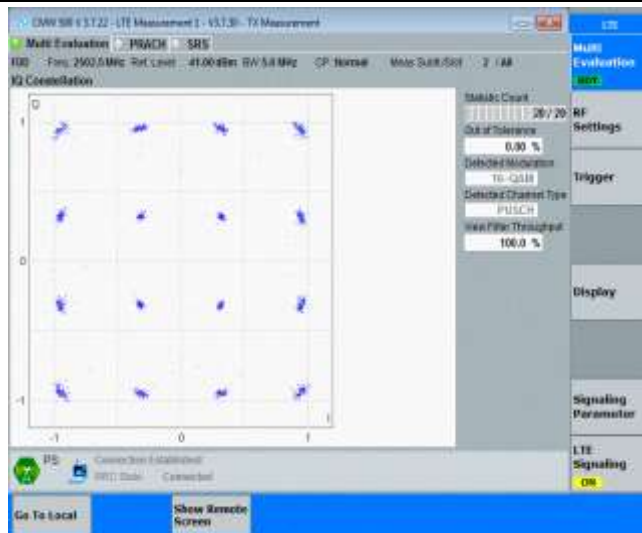 CMW 500 V 3.7.22 - LTE Measurement 1 - V3.7.30 - TX Measurement
Multi Evaluation PRACH SRS
Freq: 2502.5 MHz Ref. Level: 41.00 dBm BW: 5.0 MHz CP: Normal Meas Subfr./Slot 2 / All
IQ Constellation
Q
1
0
-1
-1 0 1
I
Statistic Count
20 / 20
Out of Tolerance
0.00 %
Detected Modulation
16-QAM
Detected Channel Type
PUSCH
View Filter Throughput
100.0 %
PS Connection Established
RRC State Connected
Go To Local
Show Remote
Screen
LTE
Multi
Evaluation
RDY
RF
Settings
Trigger
Display
Signaling
Parameter
LTE
Signaling
ON